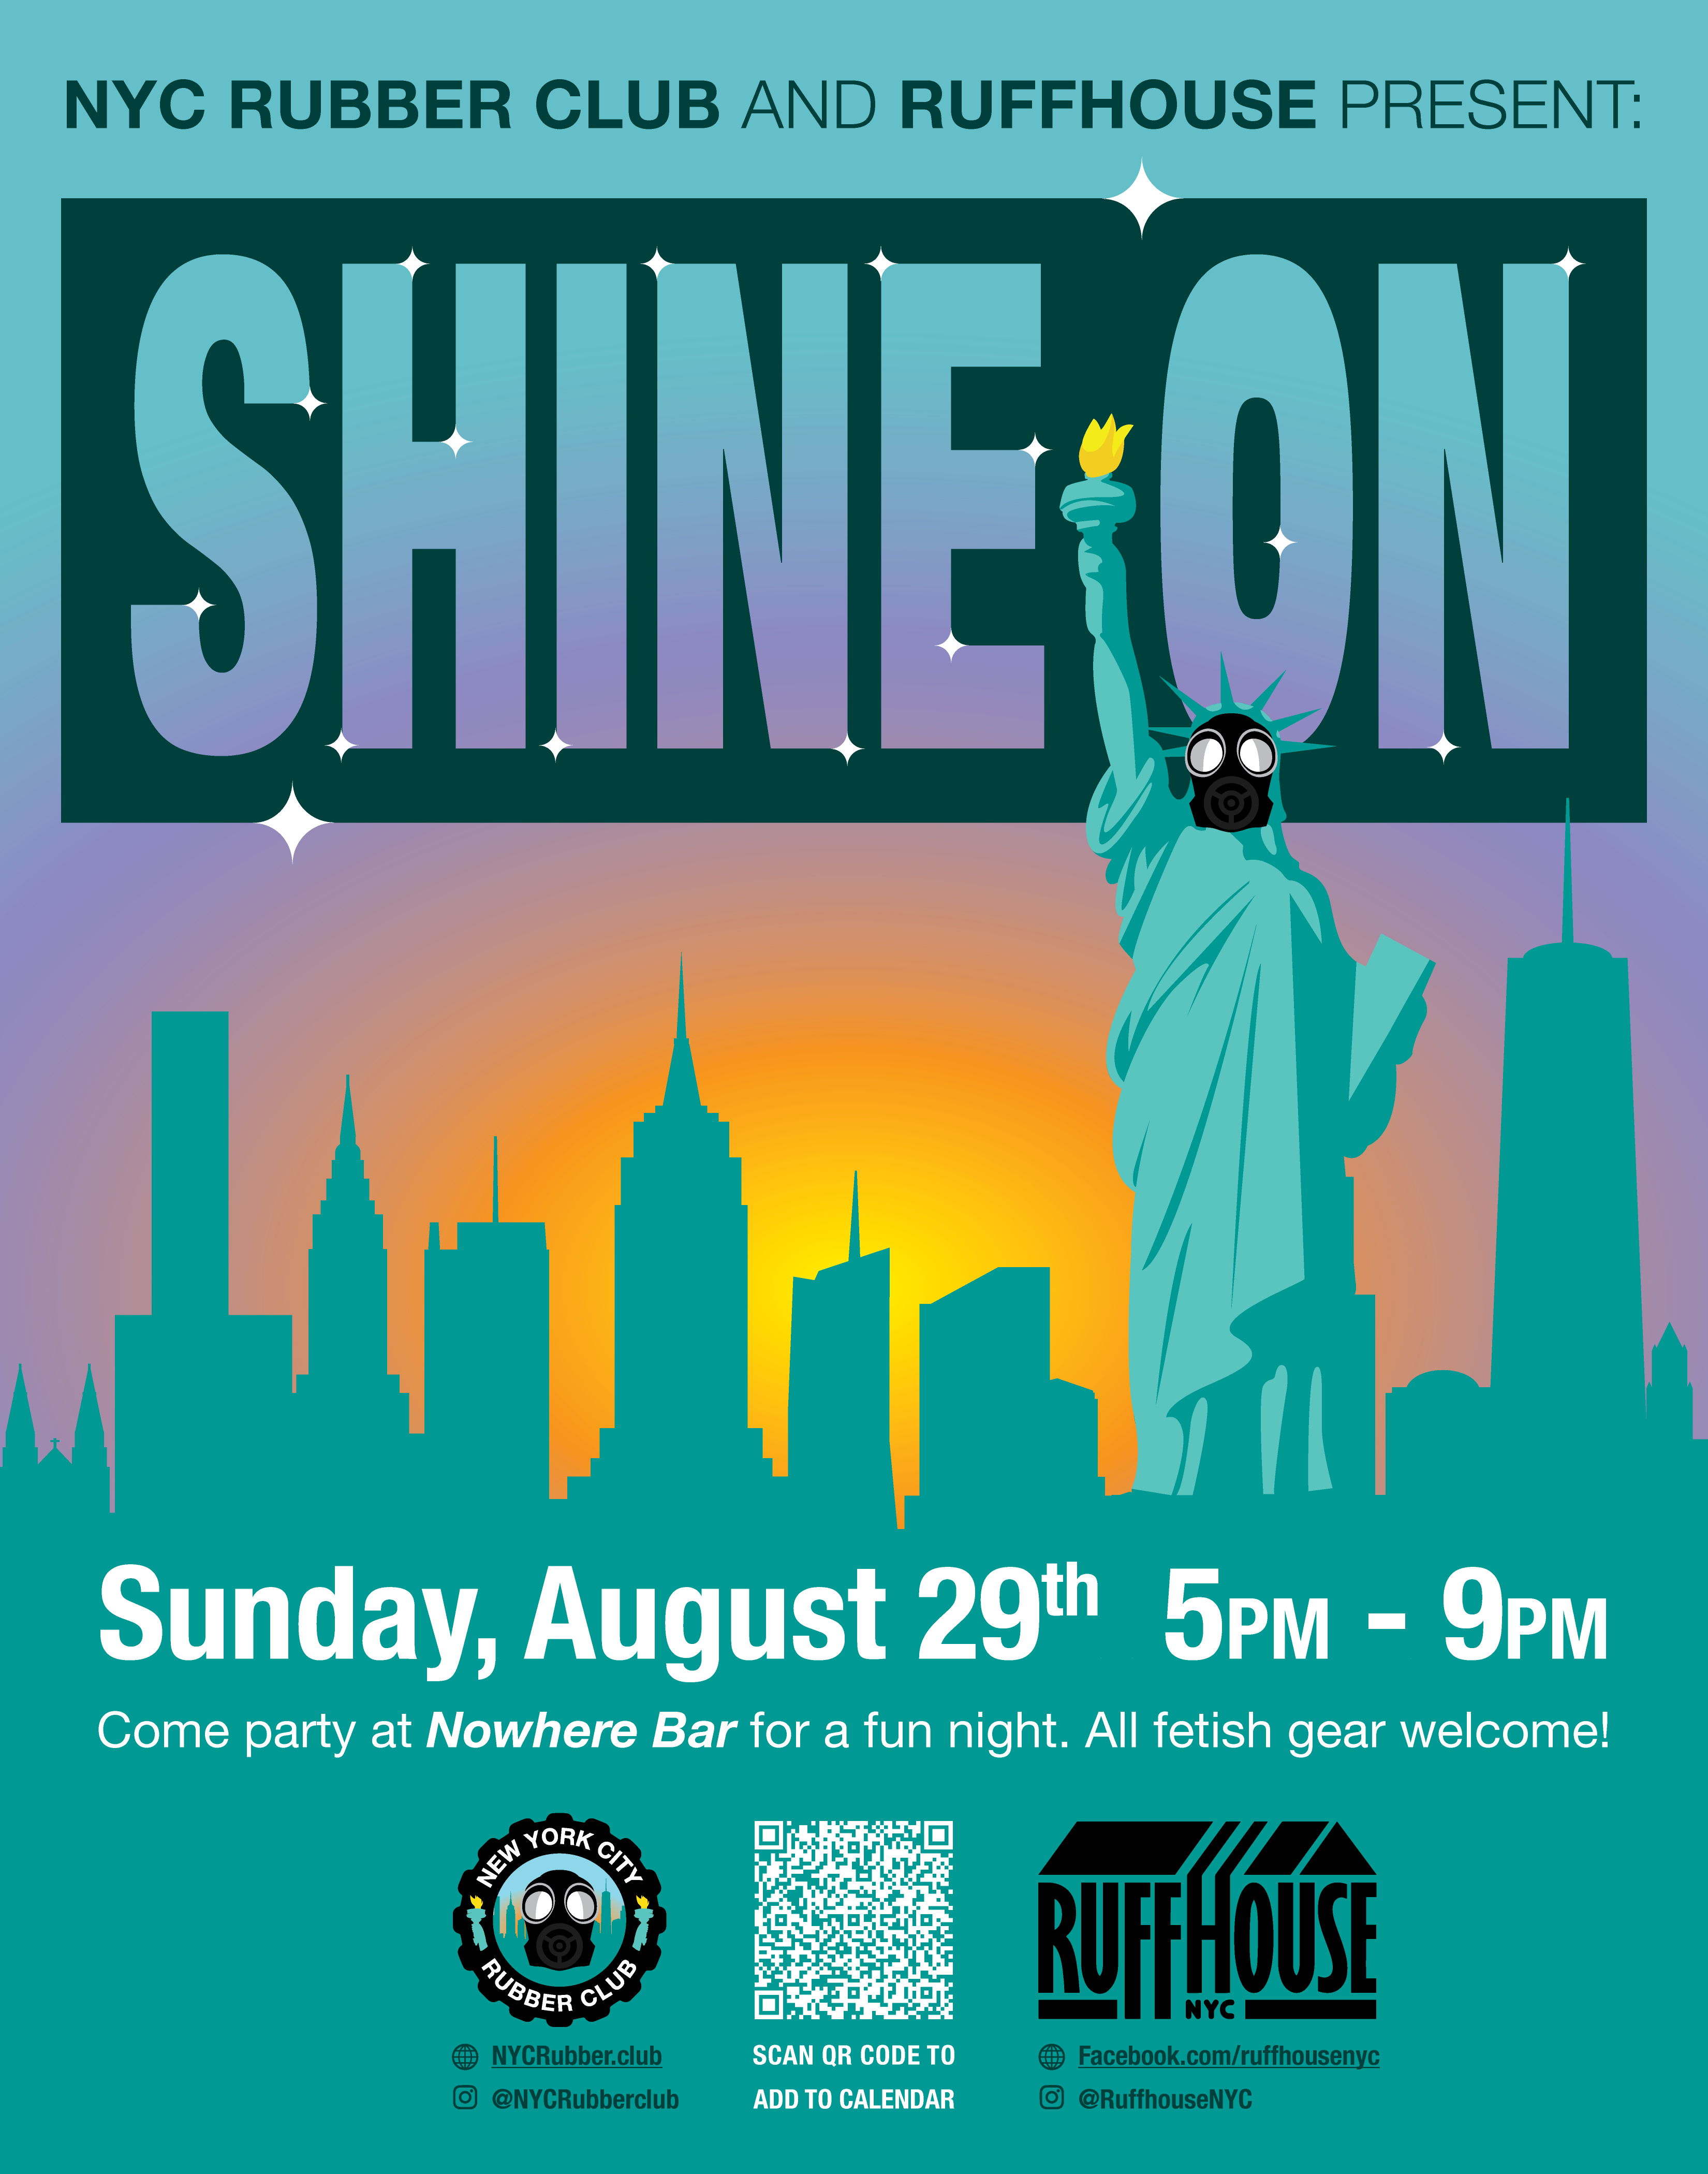 NYC RUBBER CLUB AND RUFFHOUSE PRESENT:
SHINE ON
Sunday, August 29th 5PM - 9PM
Come party at Nowhere Bar for a fun night. All fetish gear welcome!
NEW YORK CITY
RUBBER CLUB
NYCRubber.club
@NYCRubberclub
SCAN QR CODE TO
ADD TO CALENDAR
RUFFHOUSE
NYC
Facebook.com/ruffhousenyc
@RuffhouseNYC